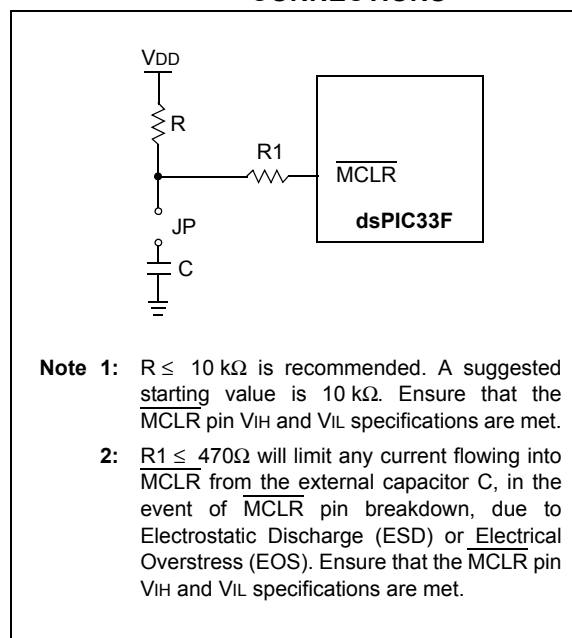 VDD
R
R1
MCLR
dsPIC33F
JP
C
Note 1: R ≤ 10 kΩ is recommended. A suggested
starting value is 10 kΩ. Ensure that the
MCLR pin VIH and VIL specifications are met.
2: R1 ≤ 470Ω will limit any current flowing into
MCLR from the external capacitor C, in the
event of MCLR pin breakdown, due to
Electrostatic Discharge (ESD) or Electrical
Overstress (EOS). Ensure that the MCLR pin
VIH and VIL specifications are met.